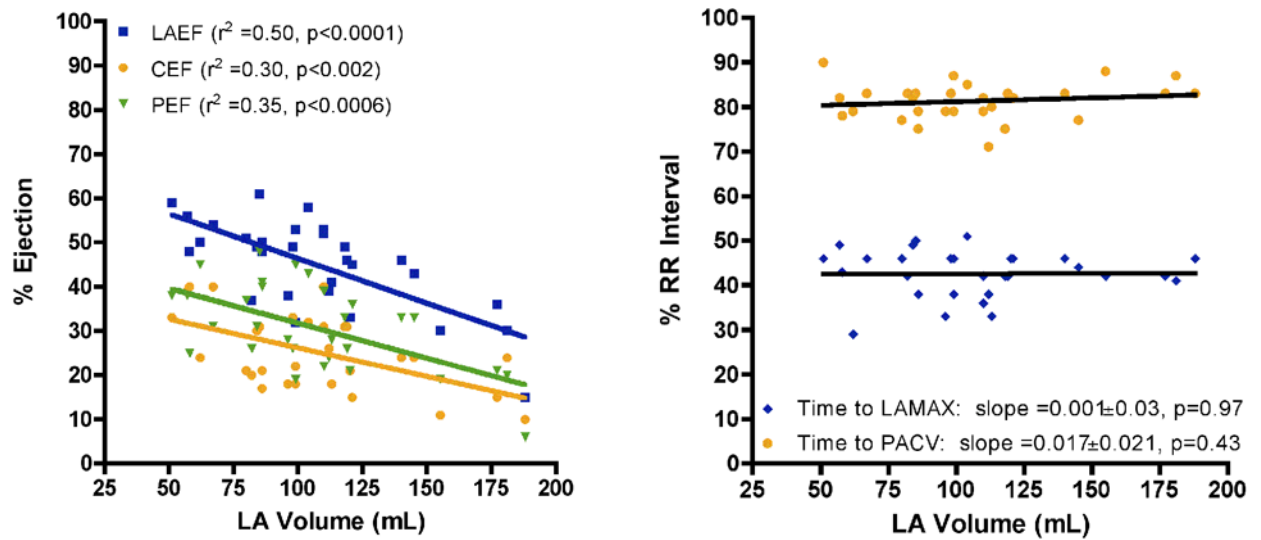 100
90
80
70
60
50
40
30
20
10
0
% Ejection
LAEF (r² =0.50, p<0.0001)
CEF (r² =0.30, p<0.002)
PEF (r² =0.35, p<0.0006)
25 50 75 100 125 150 175 200
LA Volume (mL)
100
90
80
70
60
50
40
30
20
10
0
% RR Interval
Time to LAMAX: slope =0.001±0.03, p=0.97
Time to PACV: slope =0.017±0.021, p=0.43
25 50 75 100 125 150 175 200
LA Volume (mL)